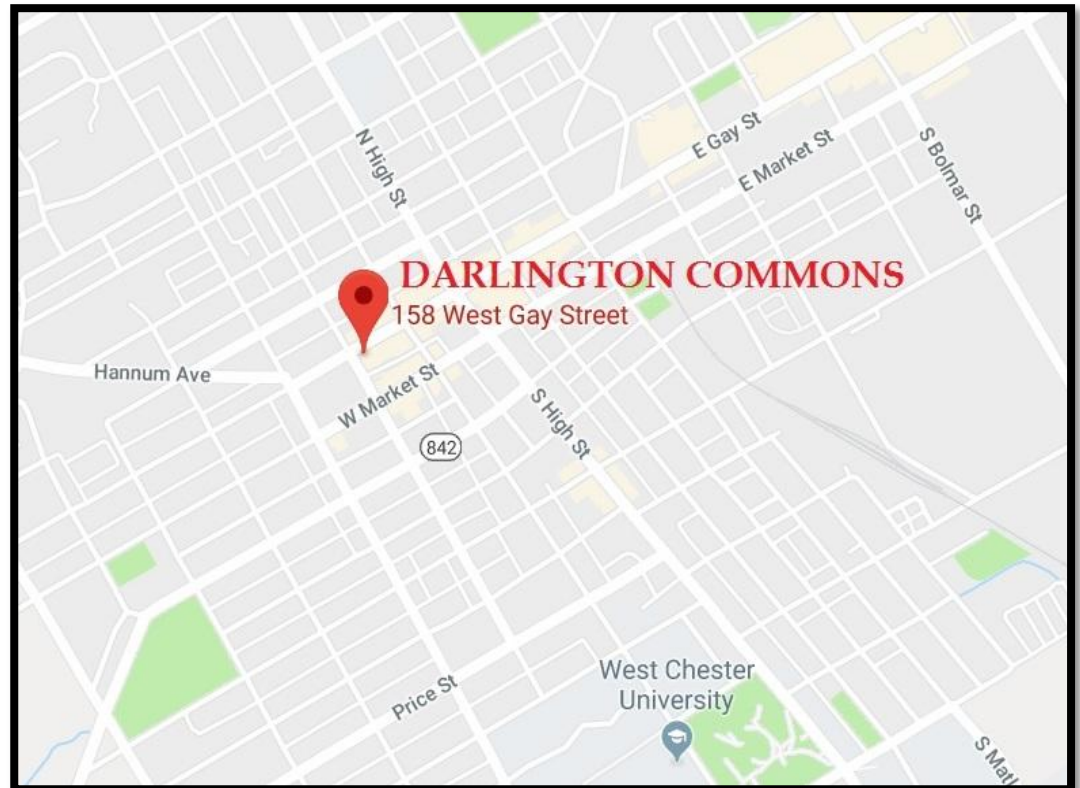 N High St
E Gay St
E Market St
S Bolmar St
DARLINGTON COMMONS
158 West Gay Street
Hannum Ave
W Market St
S High St
842
West Chester
University
Price St
S Matl